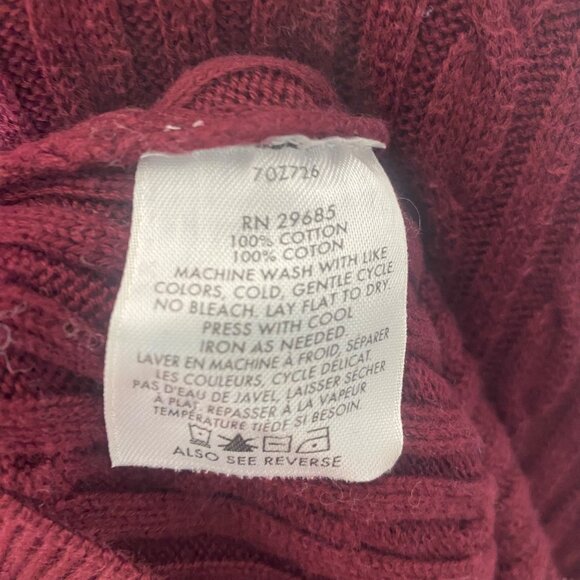 702726
RN 29685
100% COTTON
100% COTON
MACHINE WASH WITH LIKE
COLORS, COLD, GENTLE CYCLE
NO BLEACH. LAY FLAT TO DRY.
PRESS WITH COOL
IRON AS NEEDED.
LAVER EN MACHINE À FROID, SÉPARER
LES COULEURS, CYCLE DÉLICAT.
PAS D'EAU DE JAVEL, LAISSER SÉCHER
À PLAT. REPASSER À LA VAPEUR
TEMPÉRATURE TIÈDE SI BESOIN.
ALSO SEE REVERSE